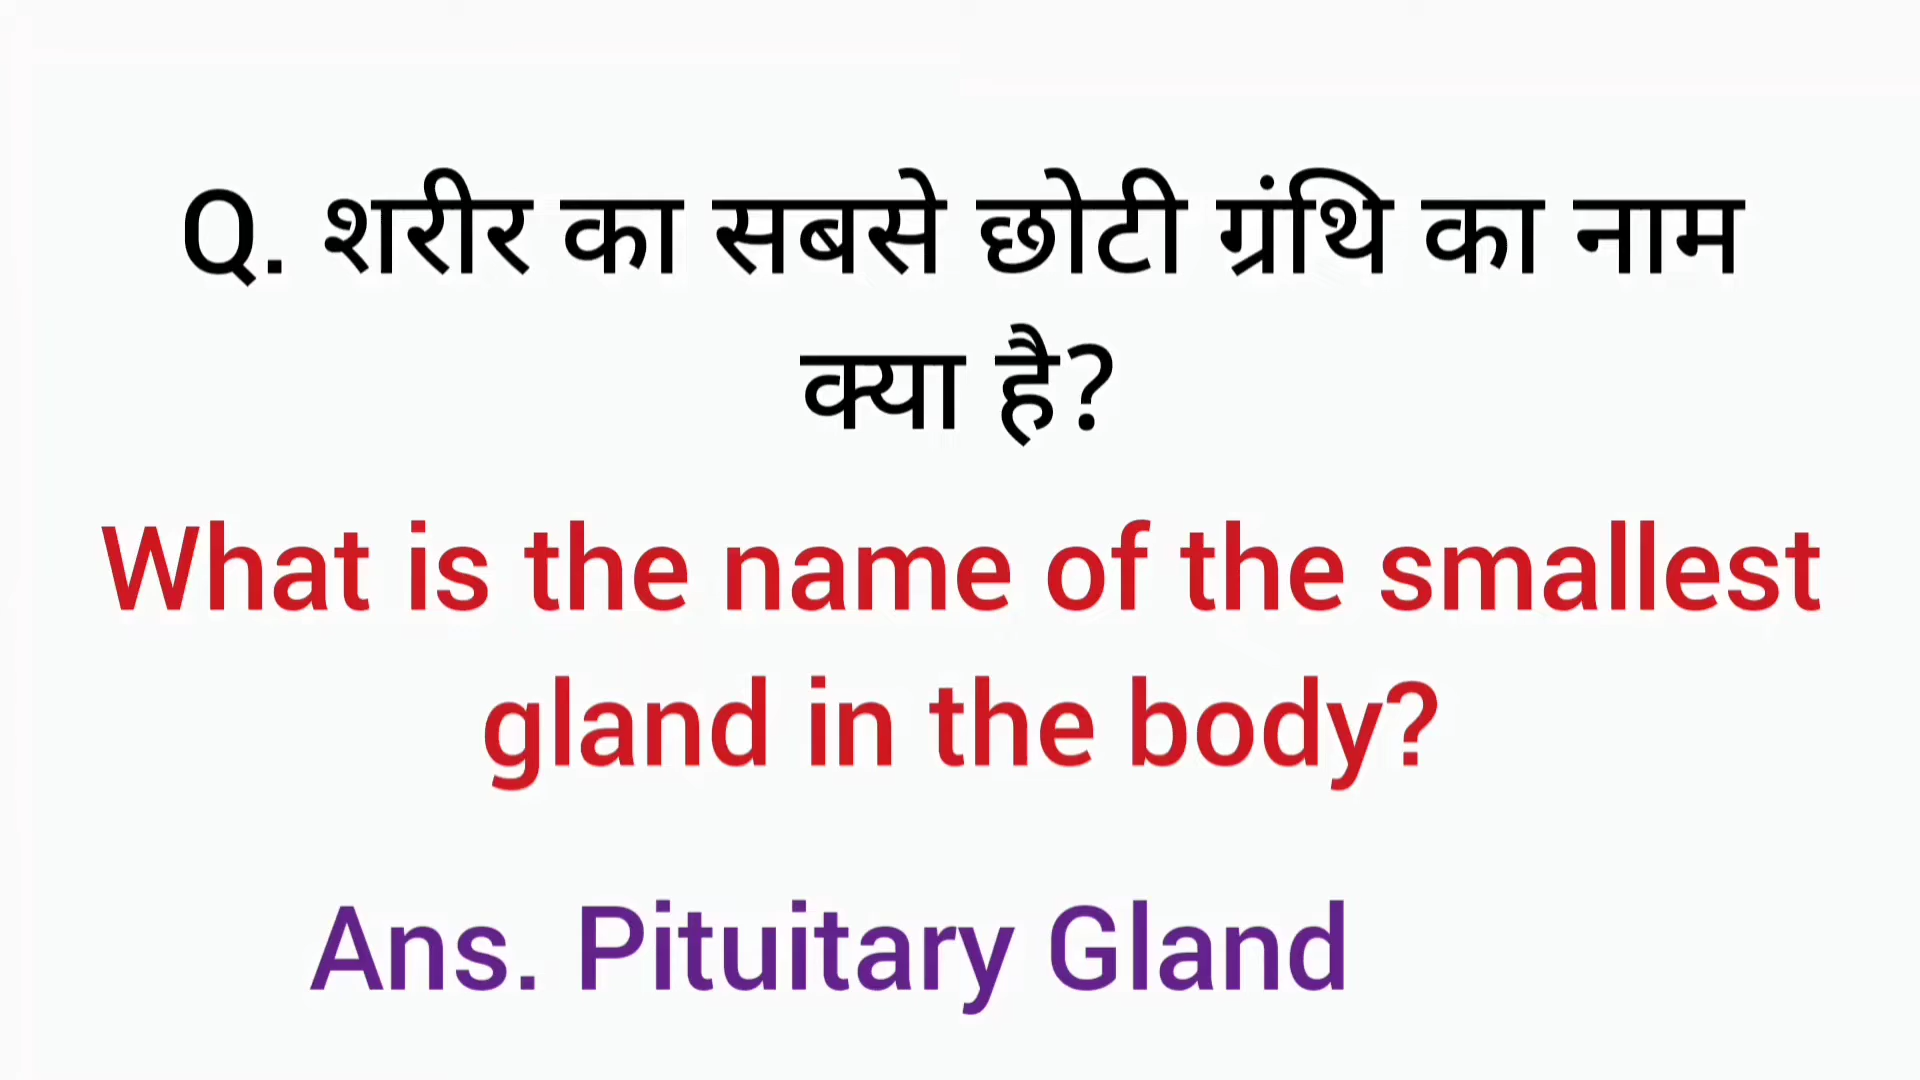 Q. शरीर का सबसे छोटी ग्रंथि का नाम
क्या है?
What is the name of the smallest
gland in the body?
Ans. Pituitary Gland